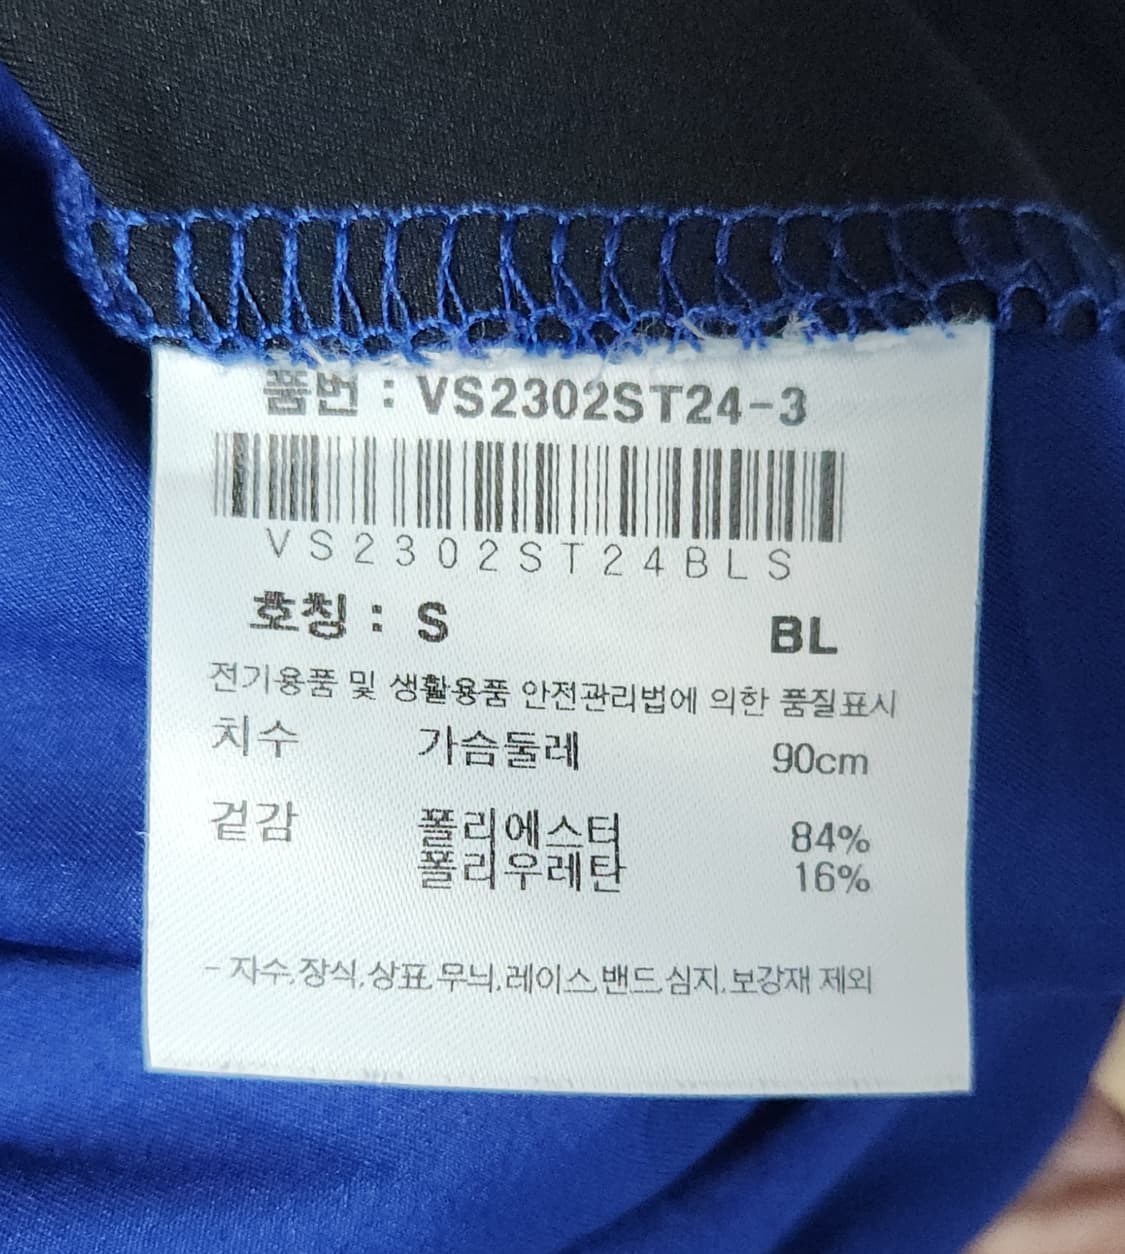 품번 : VS2302ST24-3
VS2302ST24BLS
호칭 : S BL
전기용품 및 생활용품 안전관리법에 의한 품질표시
치수 가슴둘레 90cm
겉감 폴리에스터 84%
폴리우레탄 16%
- 자수,장식,상표,무늬,레이스,밴드,심지,보강재 제외